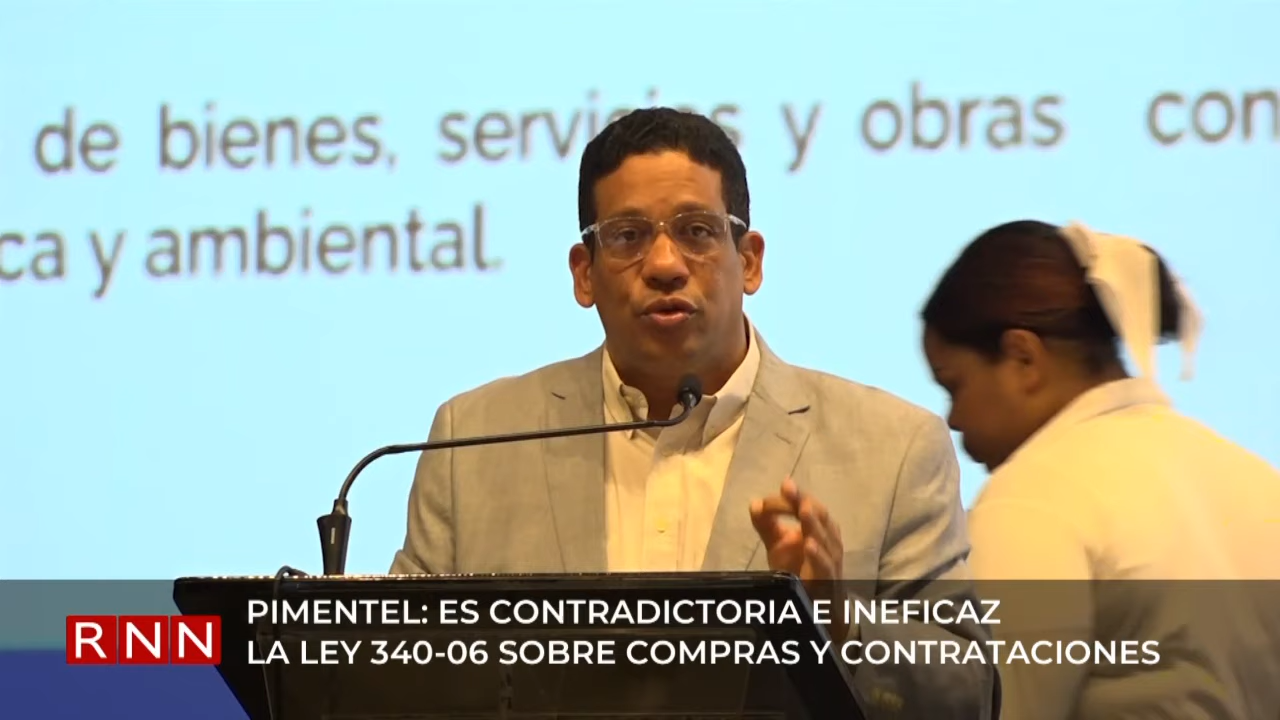 de bienes, servicios y obras con
ca y ambiental.
RNN
PIMENTEL: ES CONTRADICTORIA E INEFICAZ
LA LEY 340-06 SOBRE COMPRAS Y CONTRATACIONES